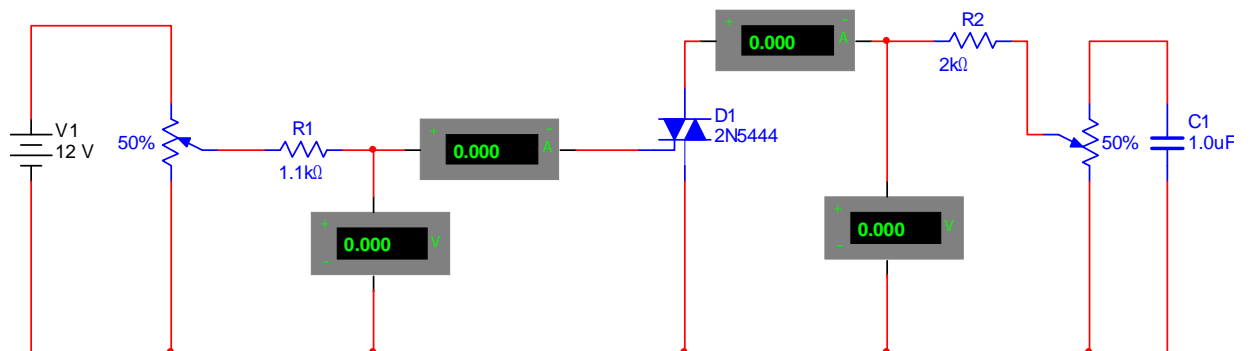 V1
12 V
50%
R1
1.1kΩ
+
-
0.000
A
+
0.000
V
-
+
-
0.000
A
D1
2N5444
+
0.000
V
-
R2
2kΩ
50%
C1
1.0uF